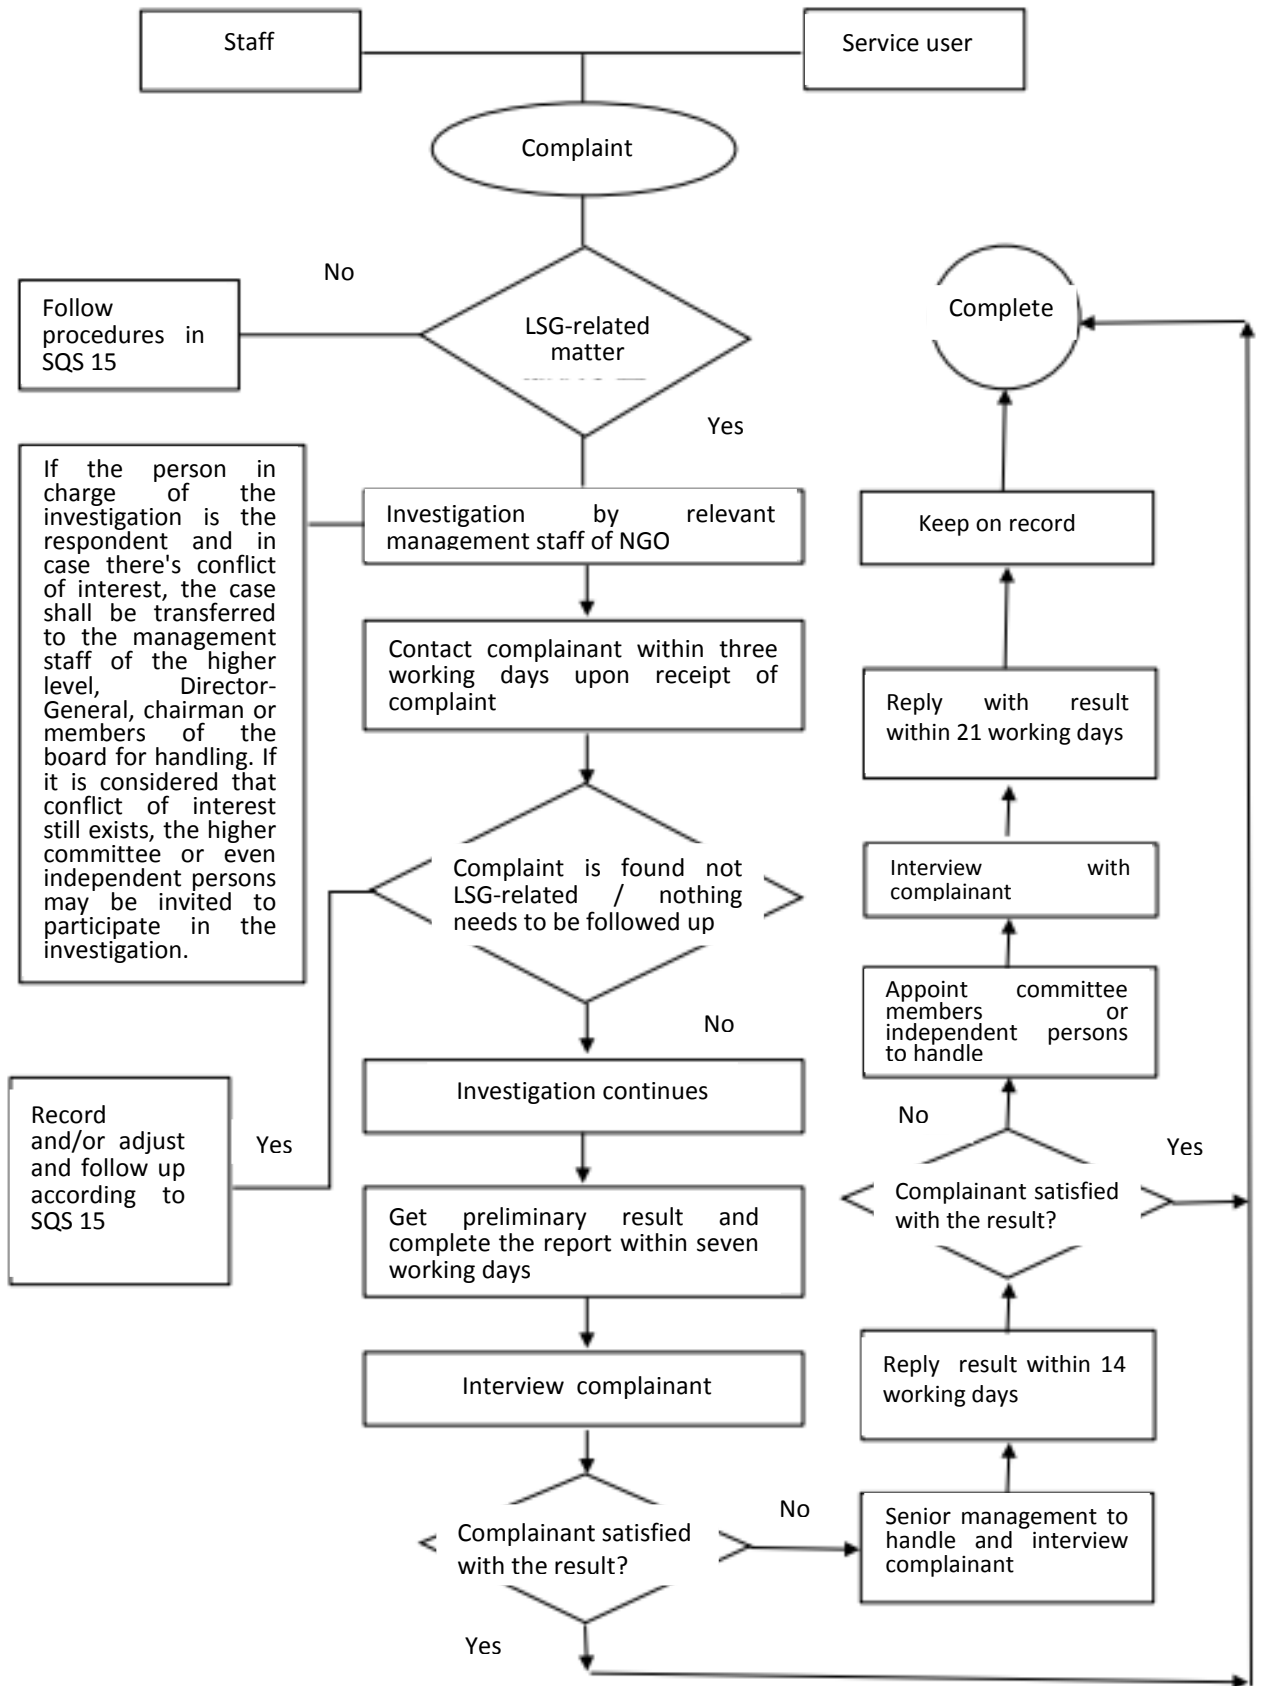 Staff
Service user
Complaint
No
Follow
procedures in
SQS 15
LSG-related
matter
Complete
Yes
If the person in
charge of the
investigation is the
respondent and in
case there's conflict
of interest, the case
shall be transferred
to the management
staff of the higher
level, Director-
General, chairman or
members of the
board for handling. If
it is considered that
conflict of interest
still exists, the higher
committee or even
independent persons
may be invited to
participate in the
investigation.
Investigation by relevant
management staff of NGO
Contact complainant within three
working days upon receipt of
complaint
Complaint is found not
LSG-related / nothing
needs to be followed up
No
Yes
Record
and/or adjust
and follow up
according to
SQS 15
Investigation continues
Get preliminary result and
complete the report within seven
working days
Interview complainant
Complainant satisfied
with the result?
No
Yes
Senior management to
handle and interview
complainant
Reply result within 14
working days
Complainant satisfied
with the result?
No
Yes
Appoint committee
members or
independent persons
to handle
Interview with
complainant
Reply with result
within 21 working days
Keep on record